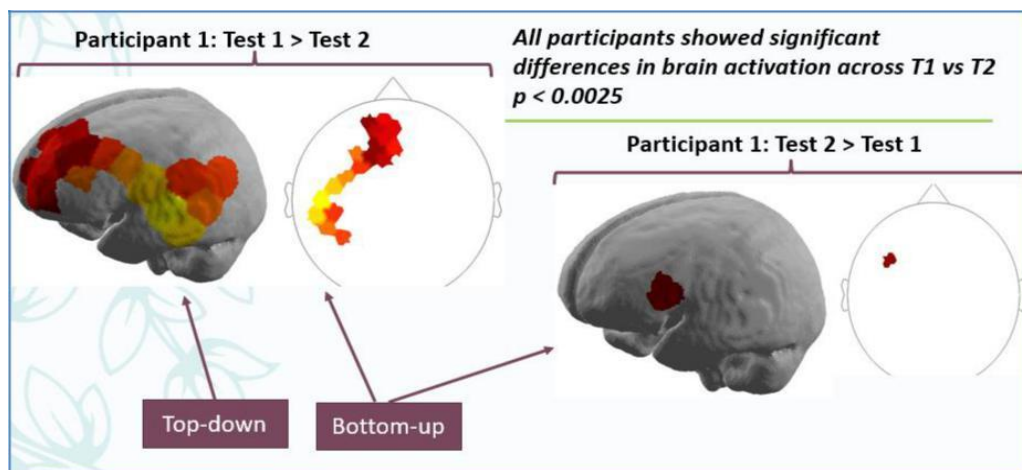 Participant 1: Test 1 > Test 2
All participants showed significant
differences in brain activation across T1 vs T2
p < 0.0025
Participant 1: Test 2 > Test 1
Top-down
Bottom-up